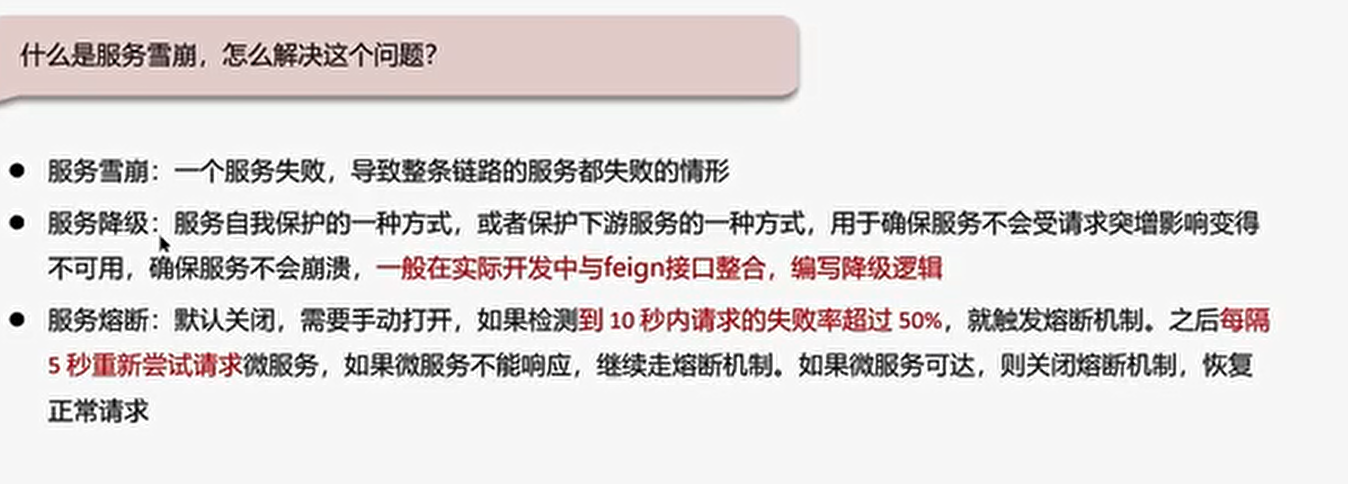 什么是服务雪崩，怎么解决这个问题？
● 服务雪崩：一个服务失败，导致整条链路的服务都失败的情形
● 服务降级：服务自我保护的一种方式，或者保护下游服务的一种方式，用于确保服务不会受请求突增影响变得
不可用，确保服务不会崩溃，一般在实际开发中与feign接口整合，编写降级逻辑
● 服务熔断：默认关闭，需要手动打开，如果检测到 10 秒内请求的失败率超过 50%，就触发熔断机制。之后每隔
5 秒重新尝试请求微服务，如果微服务不能响应，继续走熔断机制。如果微服务可达，则关闭熔断机制，恢复
正常请求